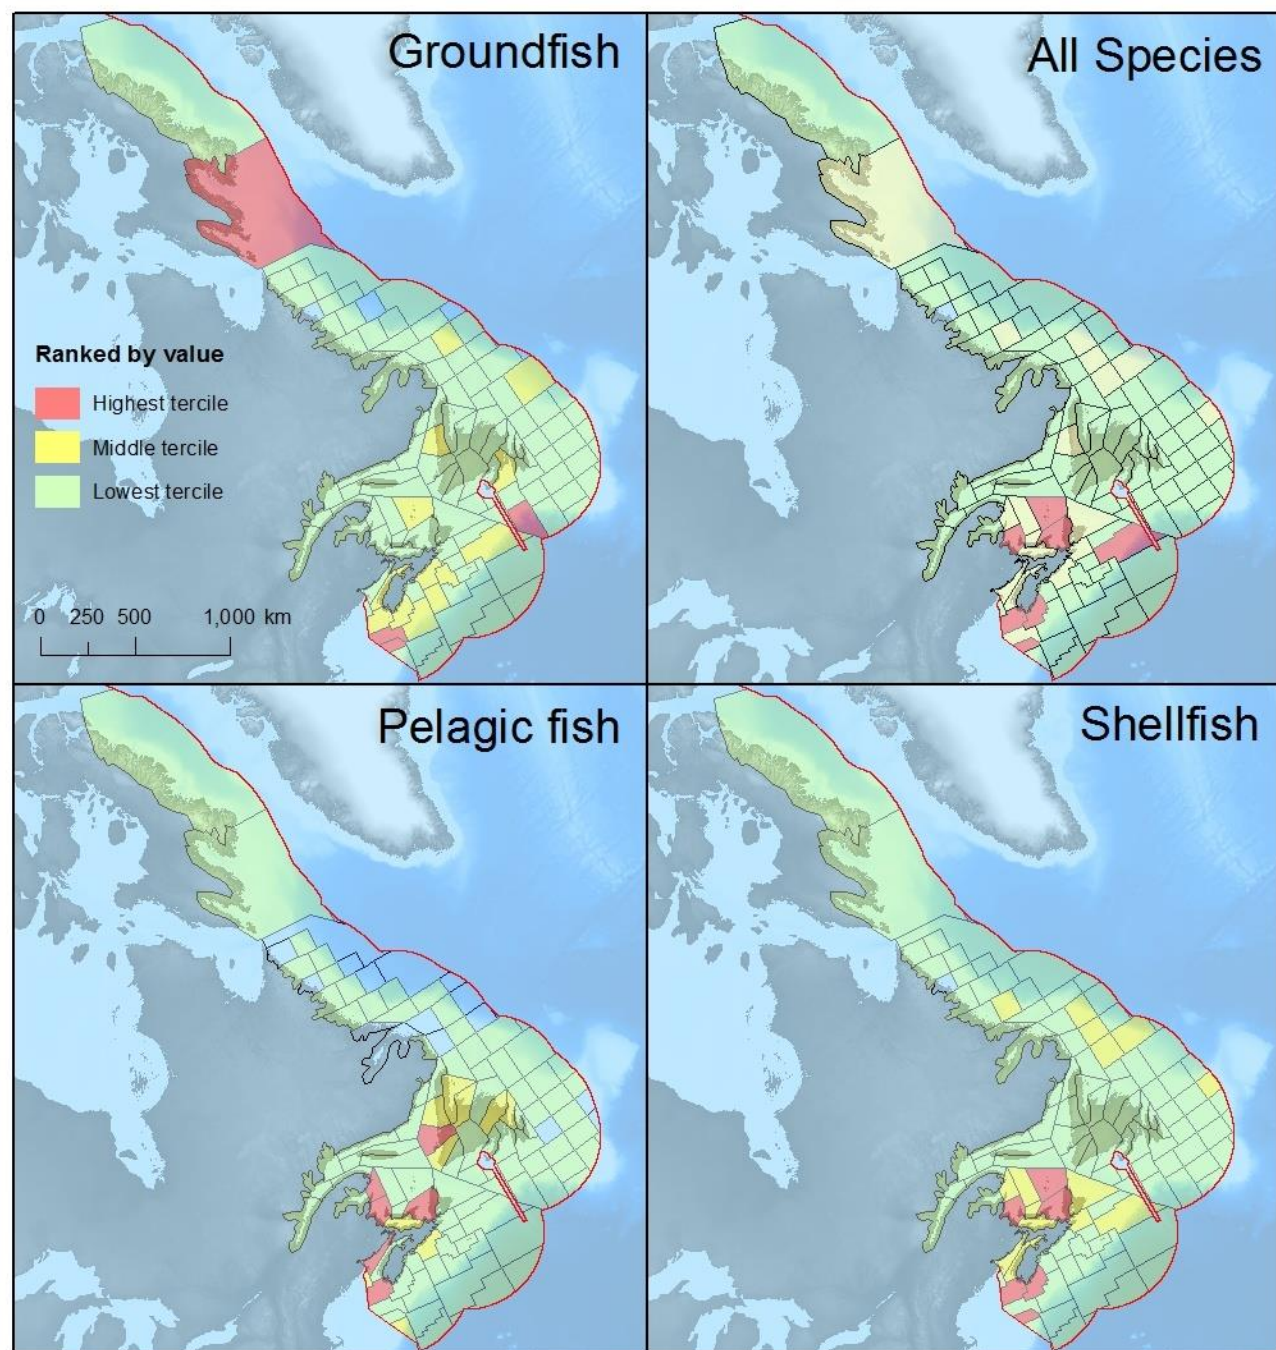 Groundfish
All Species
Ranked by value
Highest tercile
Middle tercile
Lowest tercile
0 250 500 1,000 km
Pelagic fish
Shellfish